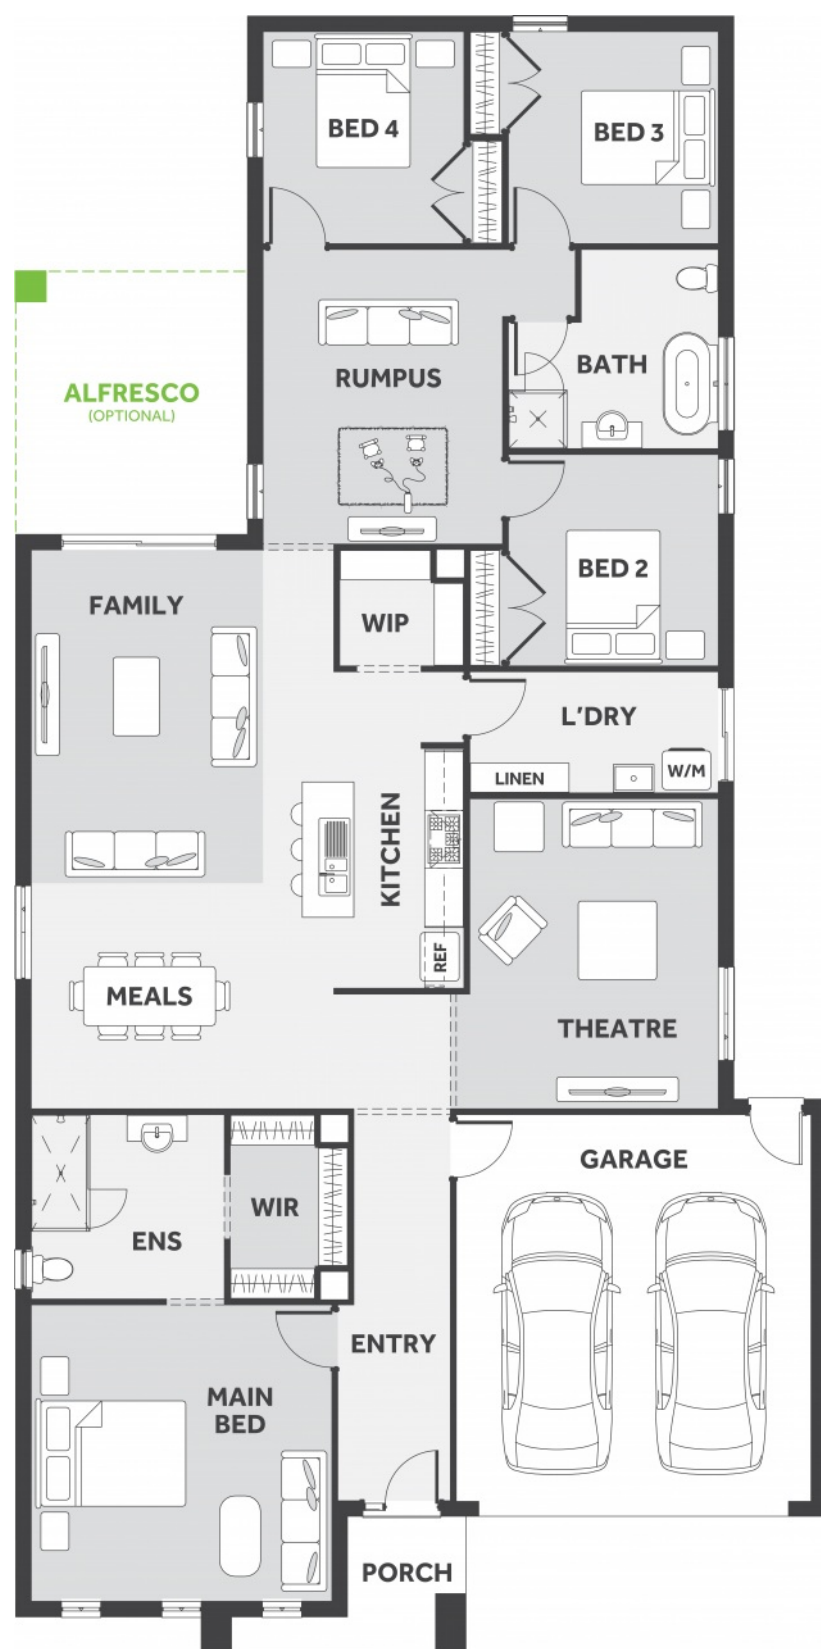 BED 4
BED 3
ALFRESCO
(OPTIONAL)
RUMPUS
BATH
BED 2
FAMILY
WIP
L'DRY
LINEN
W/M
KITCHEN
REF
MEALS
THEATRE
GARAGE
ENS
WIR
ENTRY
MAIN
BED
PORCH